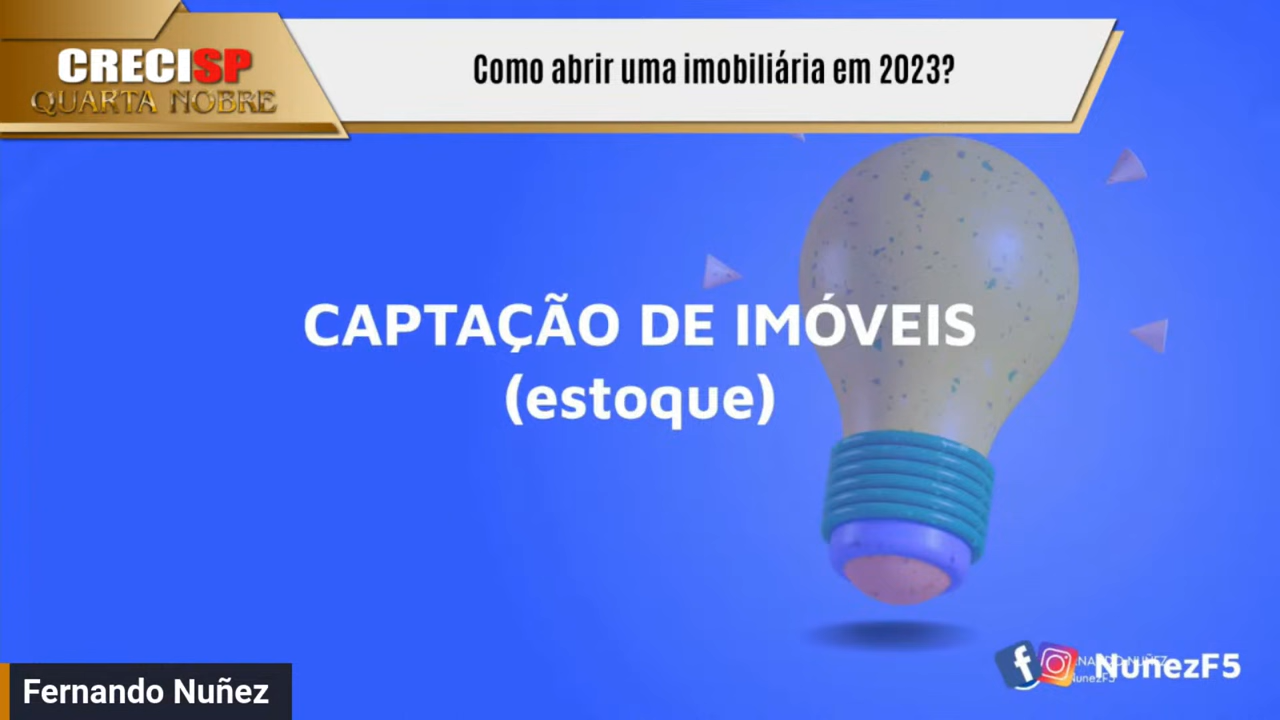 CRECISP
QUARTA NOBRE
Como abrir uma imobiliária em 2023?
CAPTAÇÃO DE IMÓVEIS
(estoque)
Fernando Nuñez
NunezF5